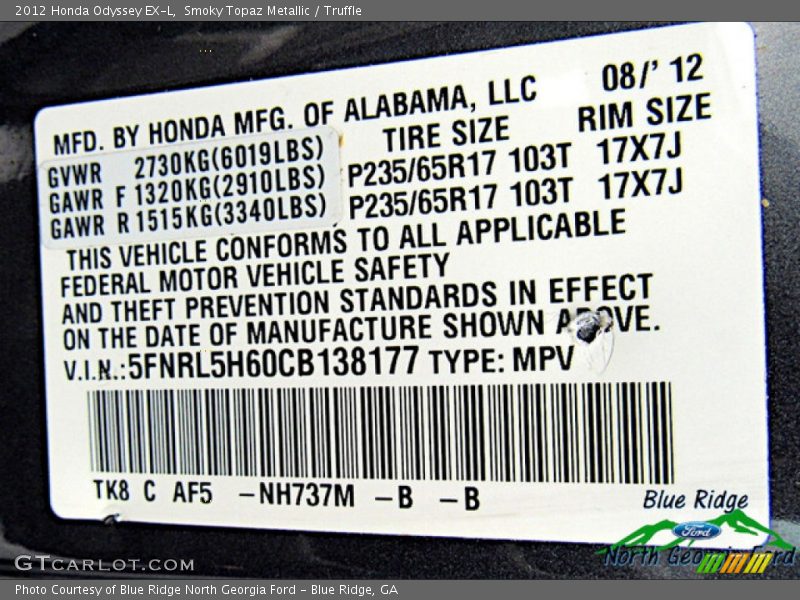 2012 Honda Odyssey EX-L,  Smoky Topaz Metallic / Truffle
MFD. BY HONDA MFG. OF ALABAMA, LLC 08/' 12
TIRE SIZE RIM SIZE
GVWR 2730KG(6019LBS)
GAWR F 1320KG(2910LBS) P235/65R17 103T 17X7J
GAWR R 1515KG(3340LBS) P235/65R17 103T 17X7J
THIS VEHICLE CONFORMS TO ALL APPLICABLE
FEDERAL MOTOR VEHICLE SAFETY
AND THEFT PREVENTION STANDARDS IN EFFECT
ON THE DATE OF MANUFACTURE SHOWN ABOVE.
V.I.N.:5FNRL5H60CB138177 TYPE: MPV
TK8 C AF5 -NH737M -B -B
Blue Ridge
Ford
North Georgia Ford
GTCARLOT.COM
Photo Courtesy of Blue Ridge North Georgia Ford - Blue Ridge, GA